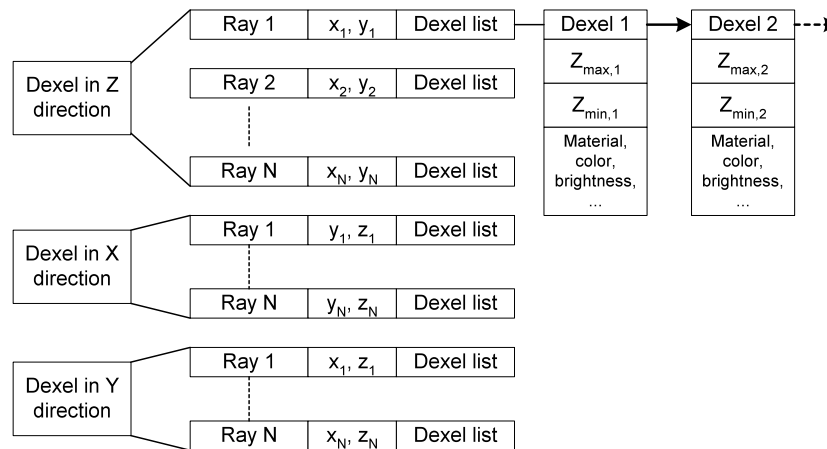 Ray 1 x₁, y₁ Dexel list Dexel 1 Dexel 2
Zmax,1 Zmax,2
Dexel in Z
direction
Ray 2 x₂, y₂ Dexel list
Zmin,1 Zmin,2
Material,
color,
brightness,
...
Material,
color,
brightness,
...
Ray N xN, yN Dexel list
Dexel in X
direction
Ray 1 y₁, z₁ Dexel list
Ray N yN, zN Dexel list
Dexel in Y
direction
Ray 1 x₁, z₁ Dexel list
Ray N xN, zN Dexel list